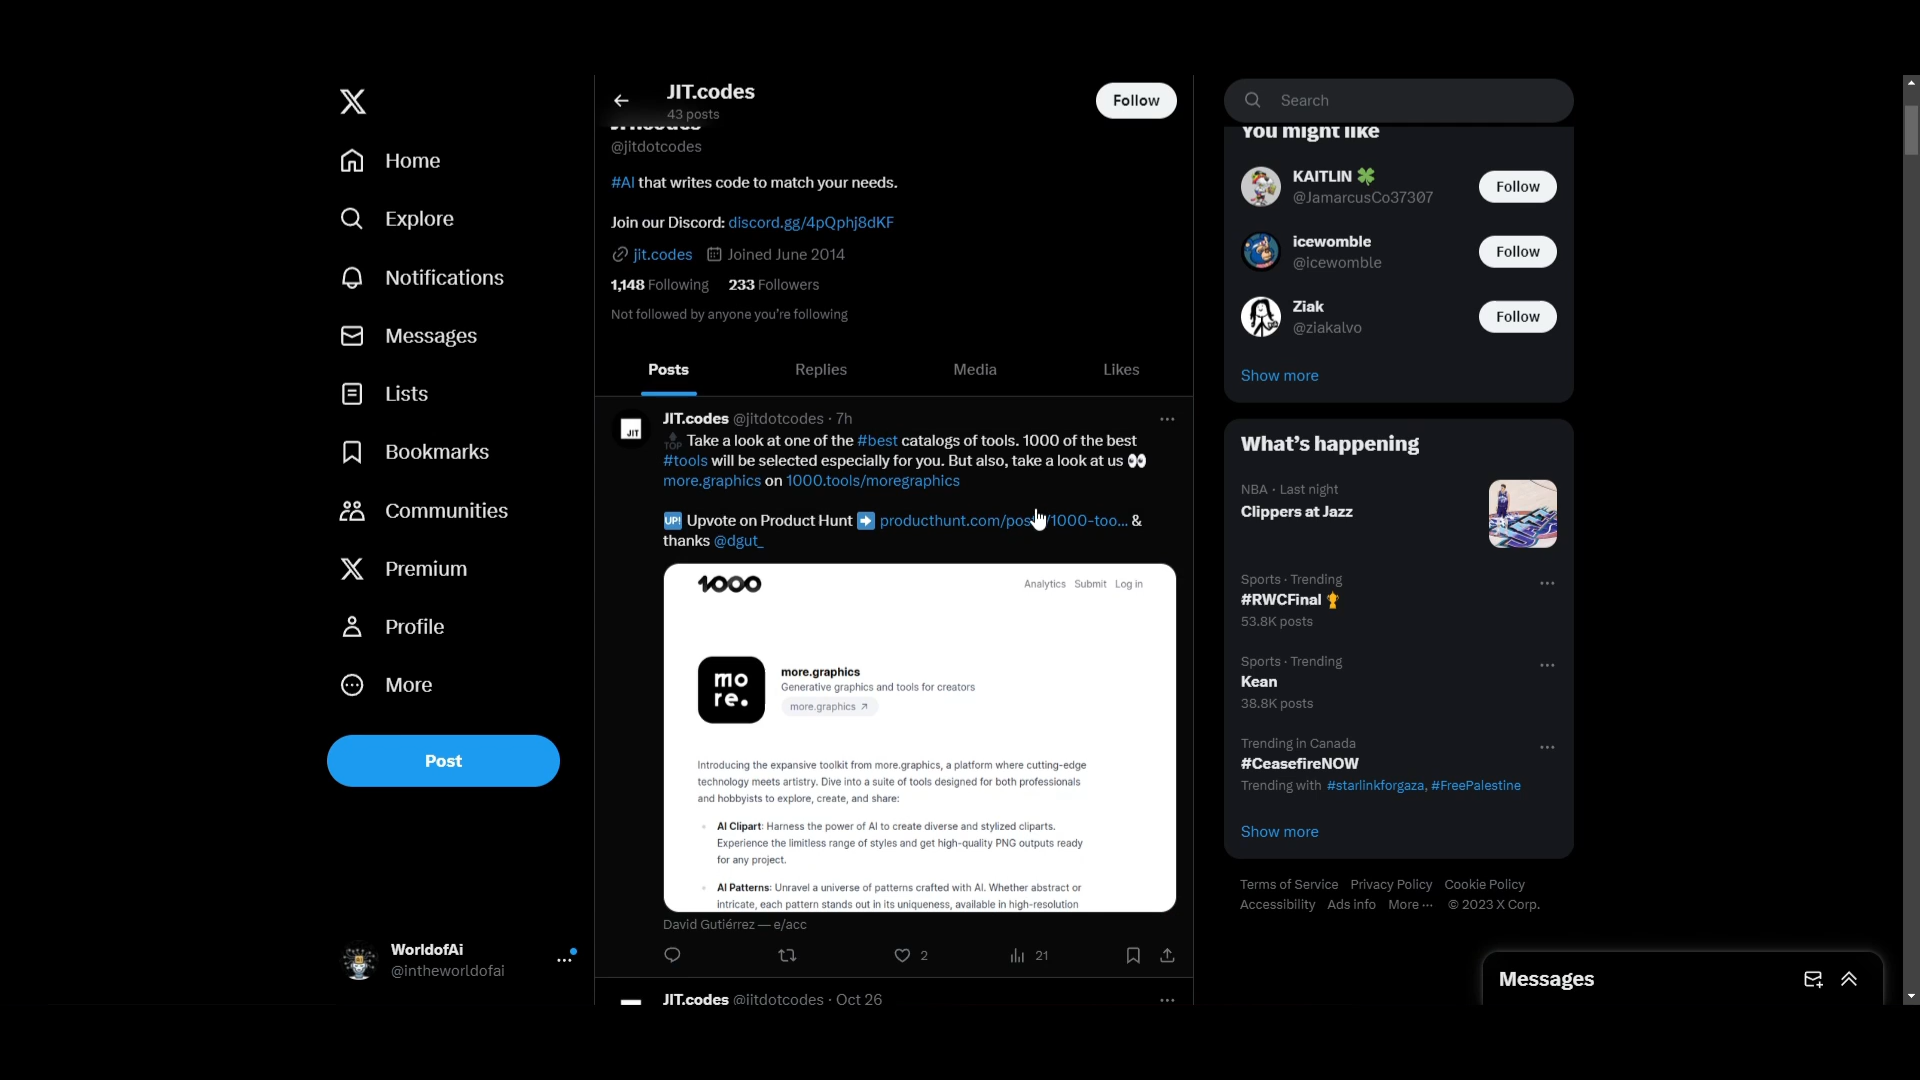 Home
Explore
Notifications
Messages
Lists
Bookmarks
Communities
Premium
Profile
More
Post
WorldofAi
@intheworldofai
JIT.codes
43 posts
Follow
@jitdotcodes
#AI that writes code to match your needs.
Join our Discord: discord.gg/4pQphj8dKF
jit.codes Joined June 2014
1,148 Following 233 Followers
Not followed by anyone you're following
Posts Replies Media Likes
JIT
JIT.codes @jitdotcodes · 7h
🔝 Take a look at one of the #best catalogs of tools. 1000 of the best
#tools will be selected especially for you. But also, take a look at us 👀
more.graphics on 1000.tools/moregraphics
🆙 Upvote on Product Hunt ➡️ producthunt.com/pos /1000-too... &
thanks @dgut_
1000
Analytics Submit Log in
mo
re.
more.graphics
Generative graphics and tools for creators
more.graphics ↗
Introducing the expansive toolkit from more.graphics, a platform where cutting-edge
technology meets artistry. Dive into a suite of tools designed for both professionals
and hobbyists to explore, create, and share:
AI Clipart: Harness the power of AI to create diverse and stylized cliparts.
Experience the limitless range of styles and get high-quality PNG outputs ready
for any project.
AI Patterns: Unravel a universe of patterns crafted with AI. Whether abstract or
intricate, each pattern stands out in its uniqueness, available in high-resolution
David Gutiérrez — e/acc
2 21
JIT.codes @jitdotcodes · Oct 26
Search
You might like
KAITLIN 🍀
@JamarcusCo37307
Follow
icewomble
@icewomble
Follow
Ziak
@ziakalvo
Follow
Show more
What's happening
NBA · Last night
Clippers at Jazz
Sports · Trending
#RWCFinal 🏆
53.8K posts
Sports · Trending
Kean
38.8K posts
Trending in Canada
#CeasefireNOW
Trending with #starlinkforgaza, #FreePalestine
Show more
Terms of Service Privacy Policy Cookie Policy
Accessibility Ads info More ··· © 2023 X Corp.
Messages